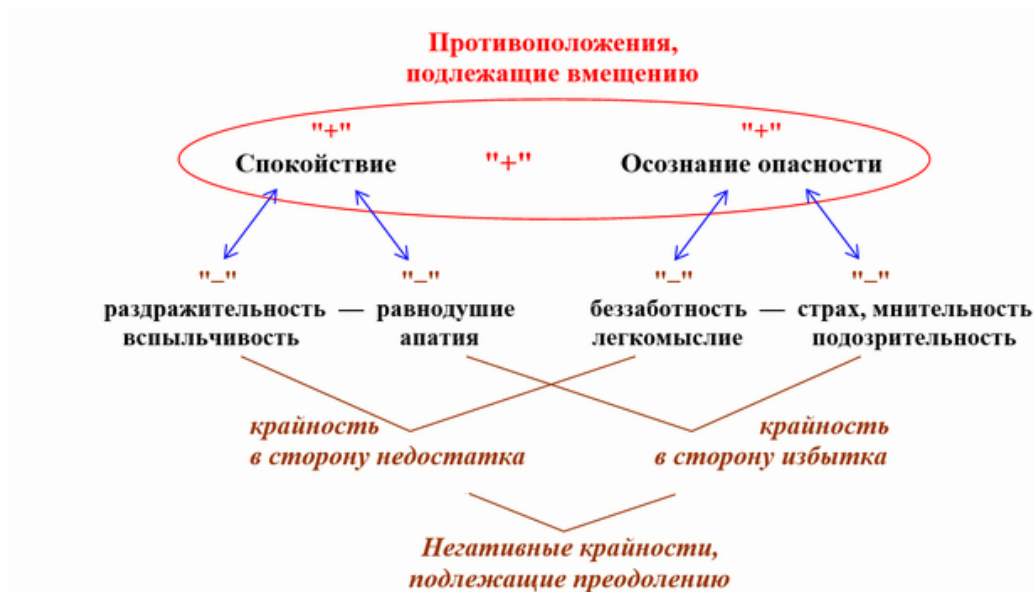 Противоположения,
подлежащие вмещению
"+" "+"
Спокойствие "+" Осознание опасности
"–" "–" "–" "–"
раздражительность — равнодушие беззаботность — страх, мнительность
вспыльчивость апатия легкомыслие подозрительность
крайность крайность
в сторону недостатка в сторону избытка
Негативные крайности,
подлежащие преодолению